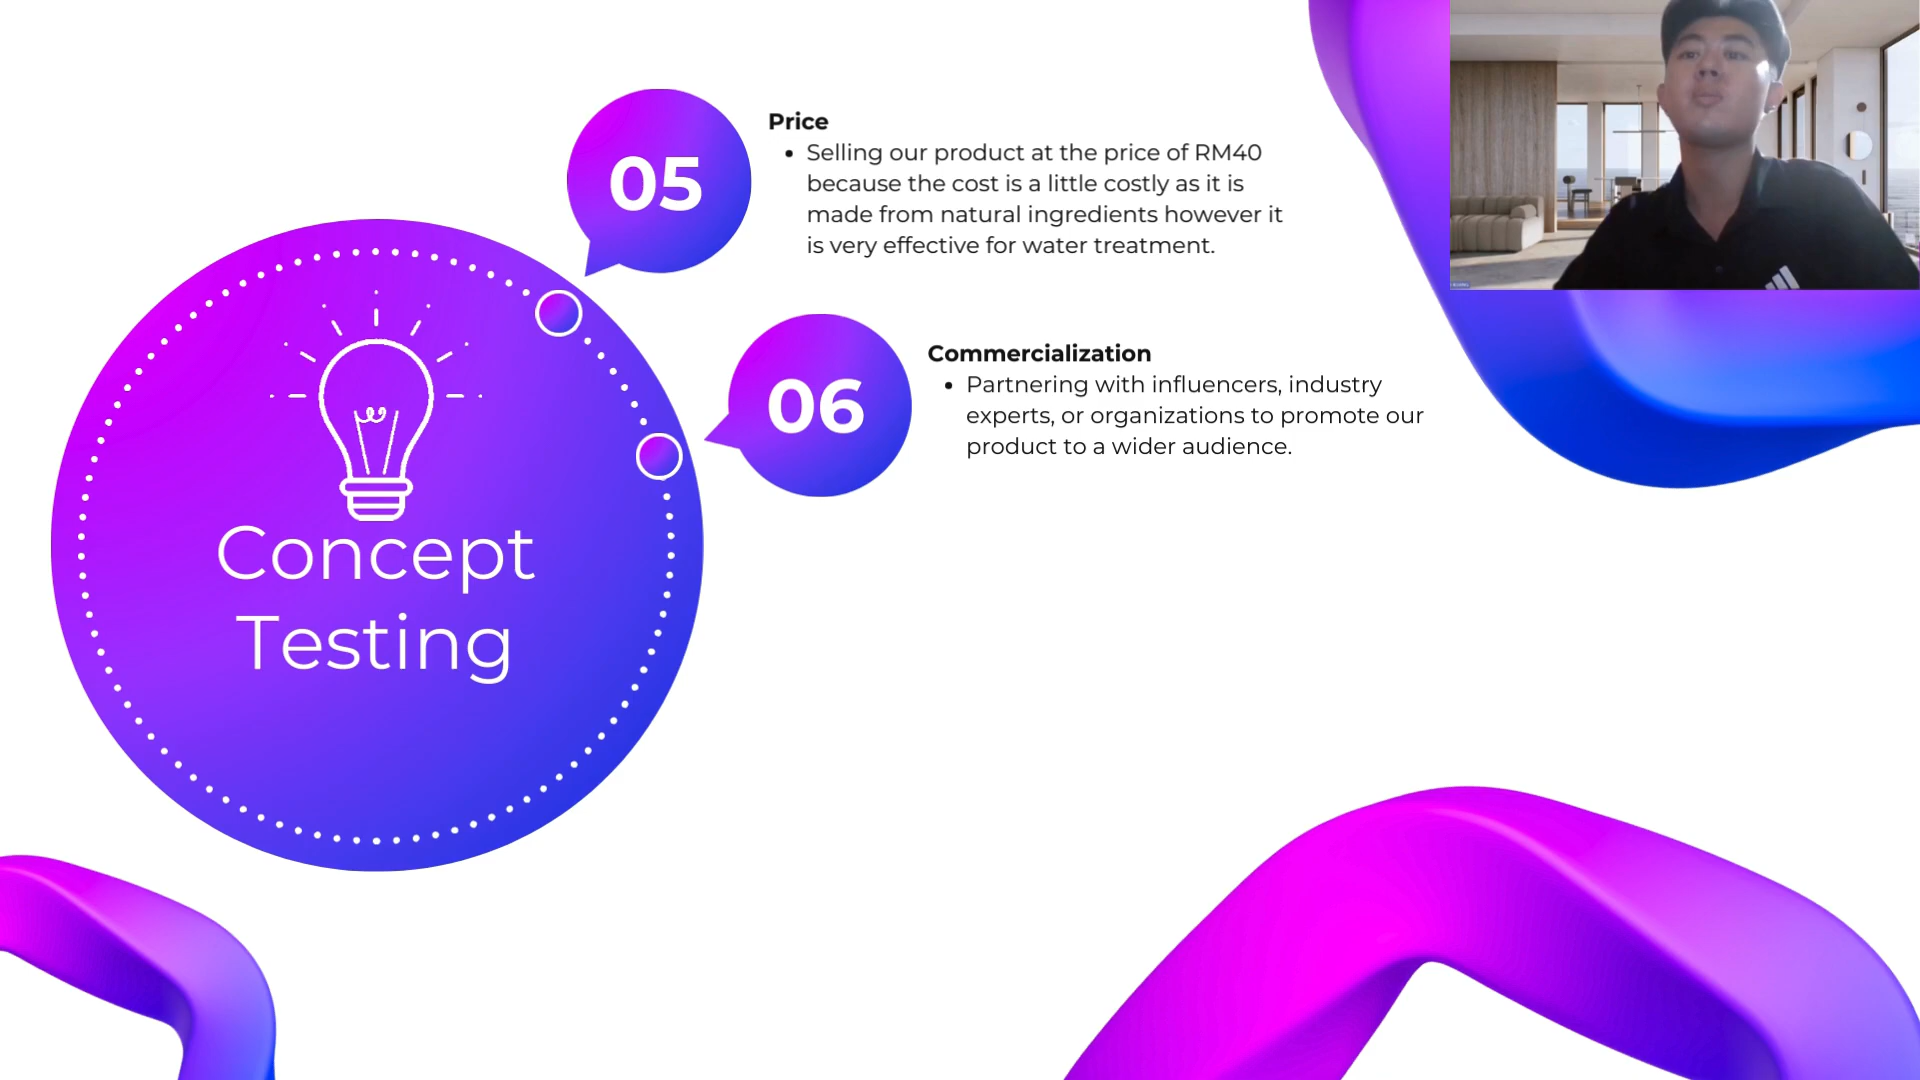 05
Price
• Selling our product at the price of RM40
because the cost is a little costly as it is
made from natural ingredients however it
is very effective for water treatment.
06
Commercialization
• Partnering with influencers, industry
experts, or organizations to promote our
product to a wider audience.
Concept
Testing